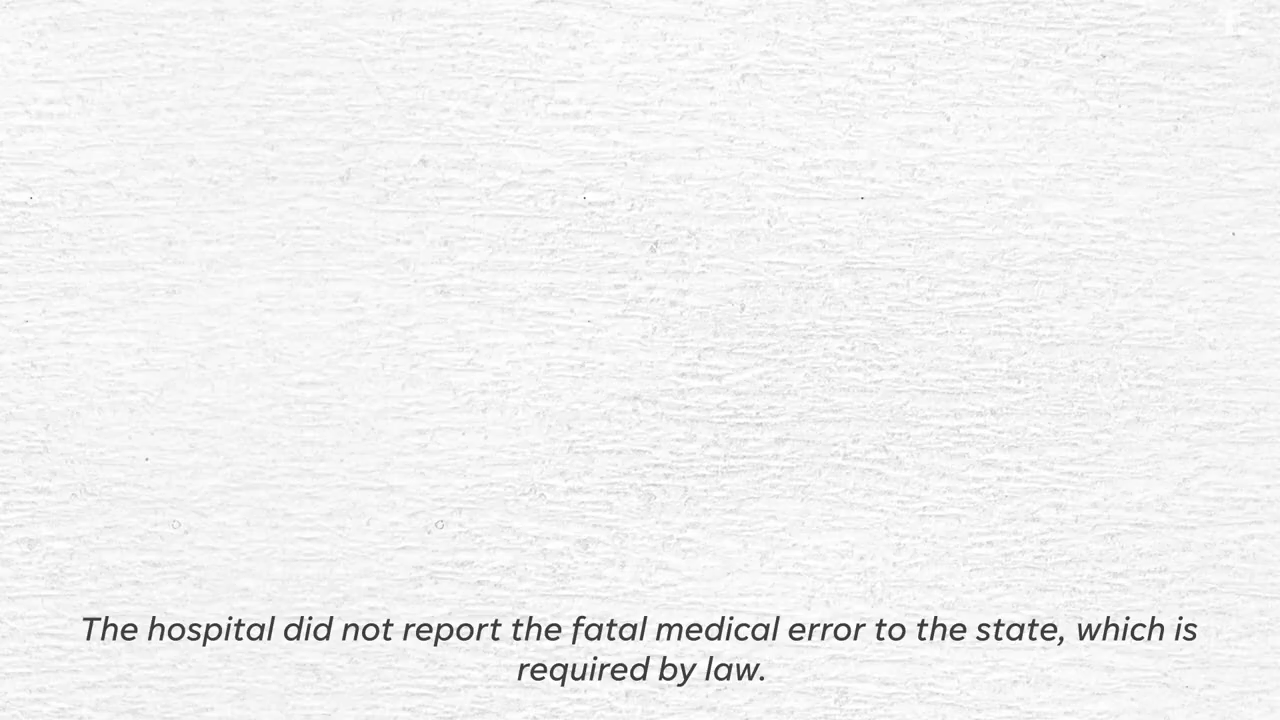 The hospital did not report the fatal medical error to the state, which is
required by law.